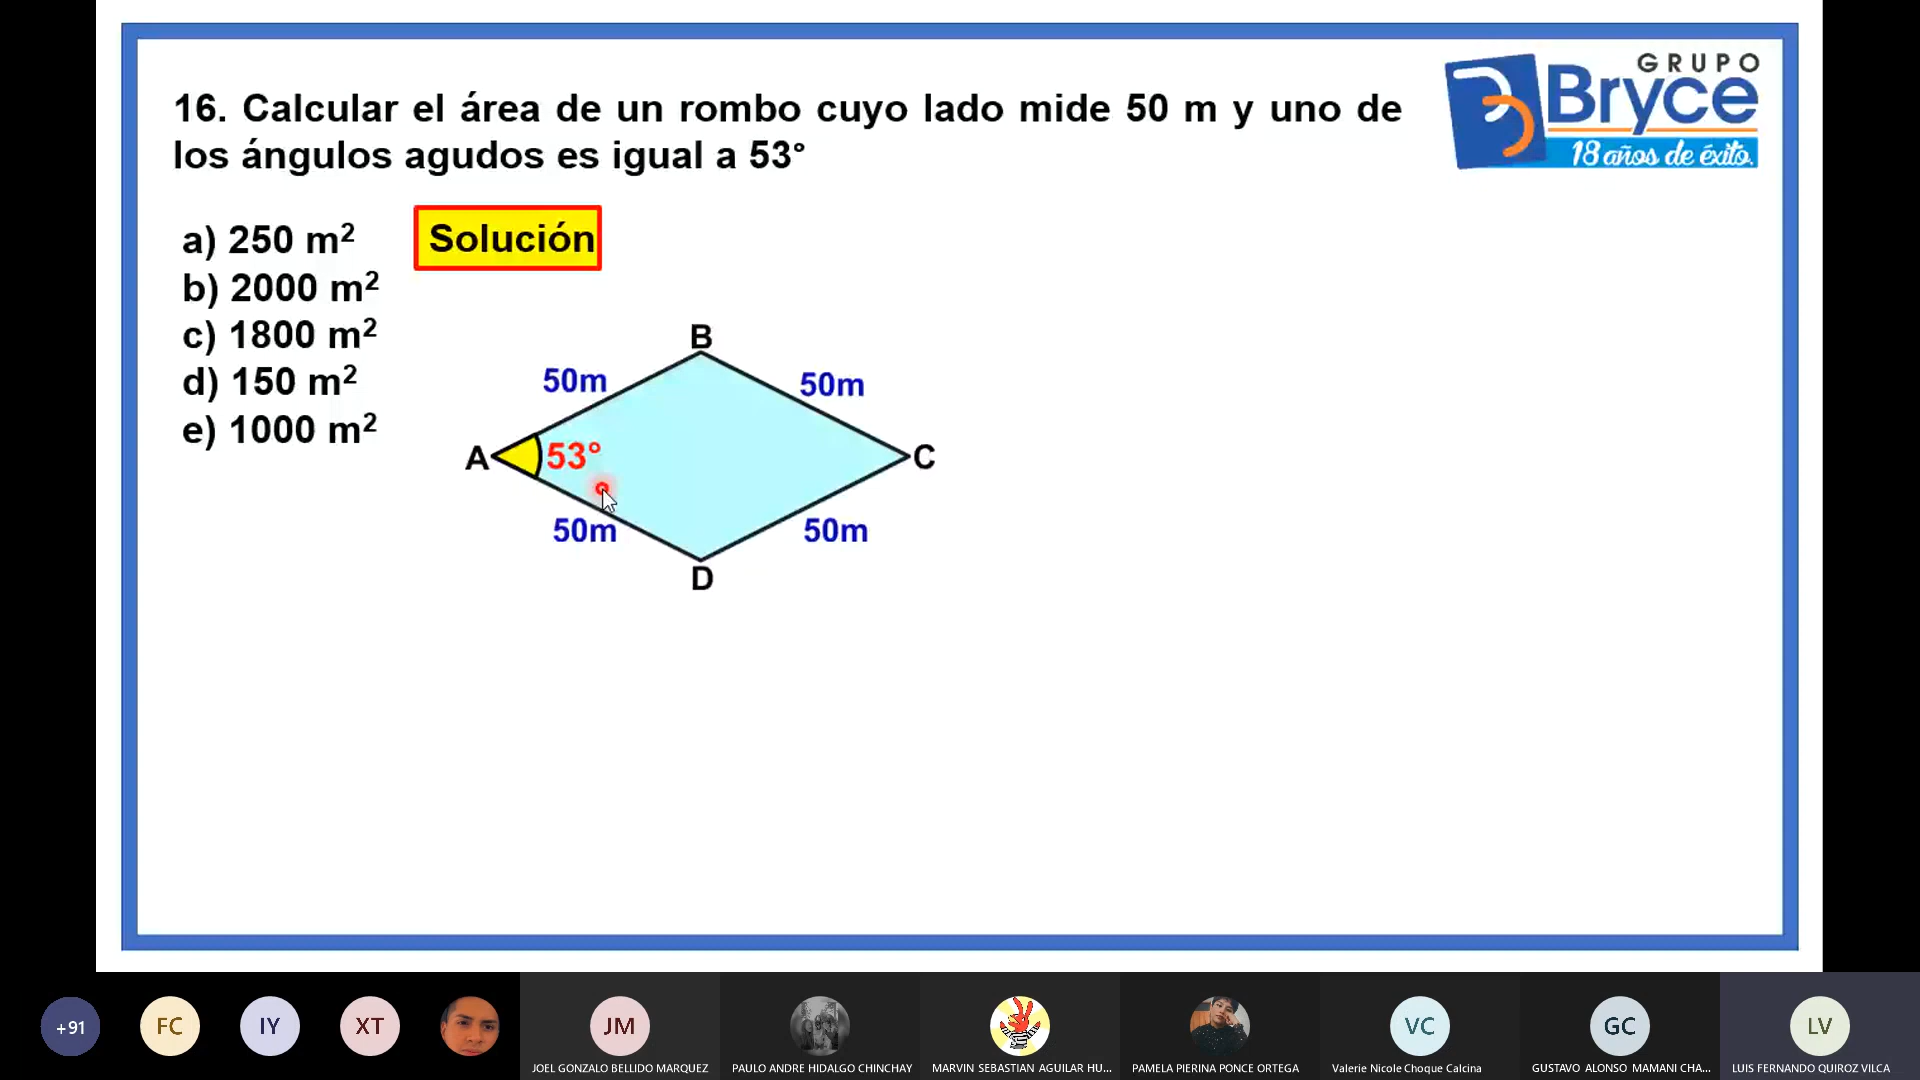 GRUPO
Bryce
18 años de éxito.
16. Calcular el área de un rombo cuyo lado mide 50 m y uno de
los ángulos agudos es igual a 53°
a) 250 m²
b) 2000 m²
c) 1800 m²
d) 150 m²
e) 1000 m²
Solución
B
50m
50m
A
53°
C
50m
50m
D
+91
FC
IY
XT
JM
VC
GC
LV
JOEL GONZALO BELLIDO MARQUEZ
PAULO ANDRE HIDALGO CHINCHAY
MARVIN SEBASTIAN AGUILAR HU...
PAMELA PIERINA PONCE ORTEGA
Valerie Nicole Choque Calcina
GUSTAVO ALONSO MAMANI CHA...
LUIS FERNANDO QUIROZ VILCA